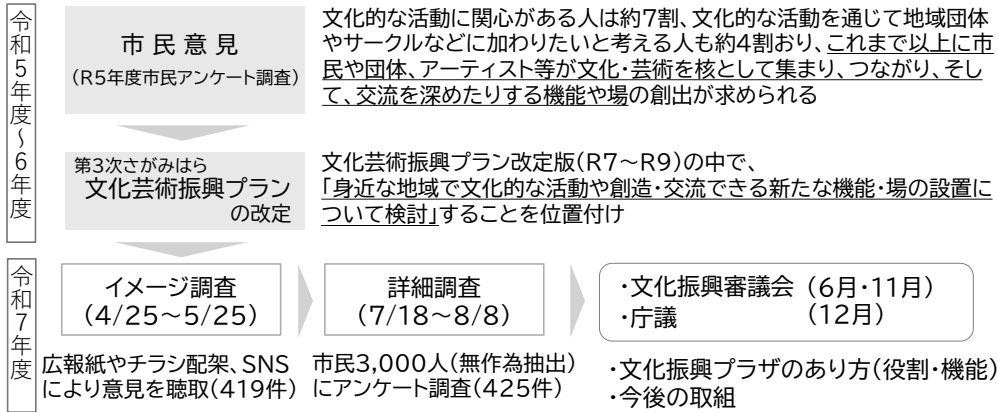 令和5年度～6年度
市民意見
(R5年度市民アンケート調査)
文化的な活動に関心がある人は約7割、文化的な活動を通じて地域団体
やサークルなどに加わりたいと考える人も約4割おり、これまで以上に市
民や団体、アーティスト等が文化・芸術を核として集まり、つながり、そし
て、交流を深めたりする機能や場の創出が求められる
第3次さがみはら
文化芸術振興プラン
の改定
文化芸術振興プラン改定版(R7～R9)の中で、
「身近な地域で文化的な活動や創造・交流できる新たな機能・場の設置に
ついて検討」することを位置付け
令和7年度
イメージ調査
(4/25～5/25)
広報紙やチラシ配架、SNS
により意見を聴取(419件)
詳細調査
(7/18～8/8)
市民3,000人(無作為抽出)
にアンケート調査(425件)
・文化振興審議会 (6月・11月)
・庁議 (12月)
・文化振興プラザのあり方(役割・機能)
・今後の取組